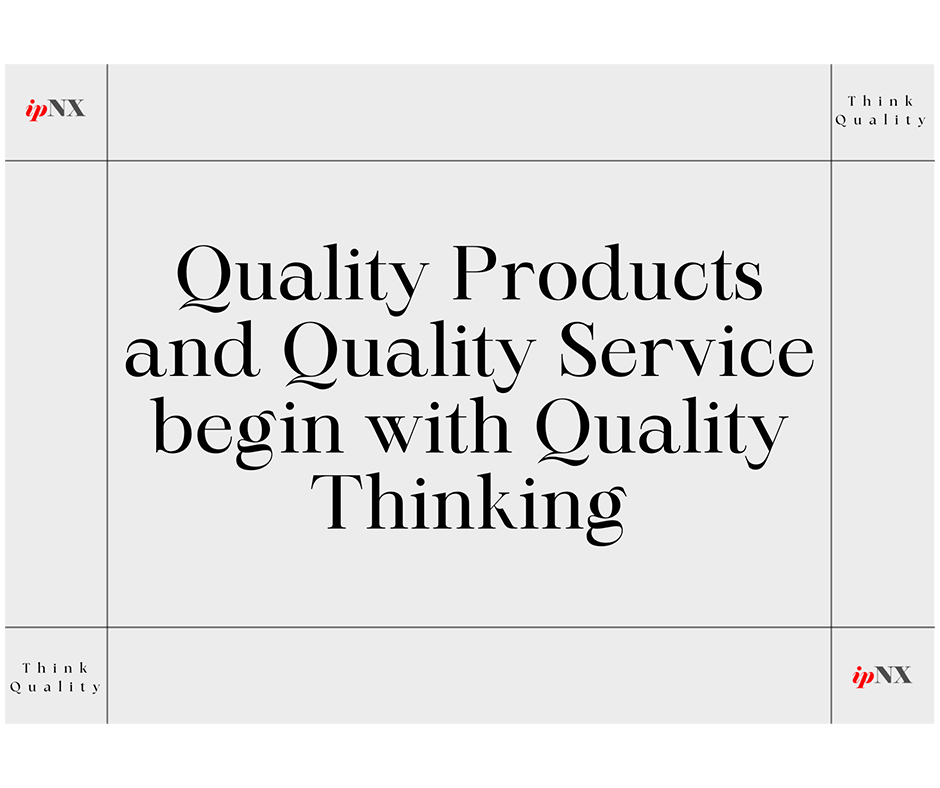 ipNX
Think
Quality
Quality Products
and Quality Service
begin with Quality
Thinking
Think
Quality
ipNX